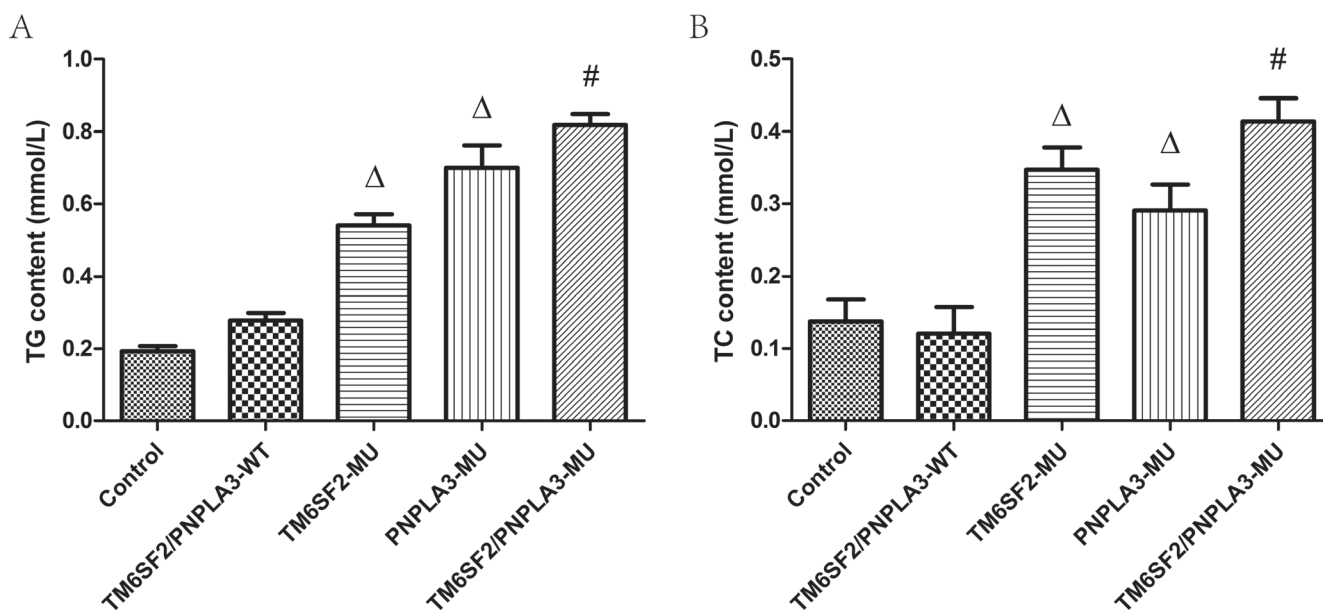 A
TG content (mmol/L)
1.0
0.8
0.6
0.4
0.2
0.0
Δ
Δ
#
Control
TM6SF2/PNPLA3-WT
TM6SF2-MU
PNPLA3-MU
TM6SF2/PNPLA3-MU
B
TC content (mmol/L)
0.5
0.4
0.3
0.2
0.1
0.0
Δ
Δ
#
Control
TM6SF2/PNPLA3-WT
TM6SF2-MU
PNPLA3-MU
TM6SF2/PNPLA3-MU